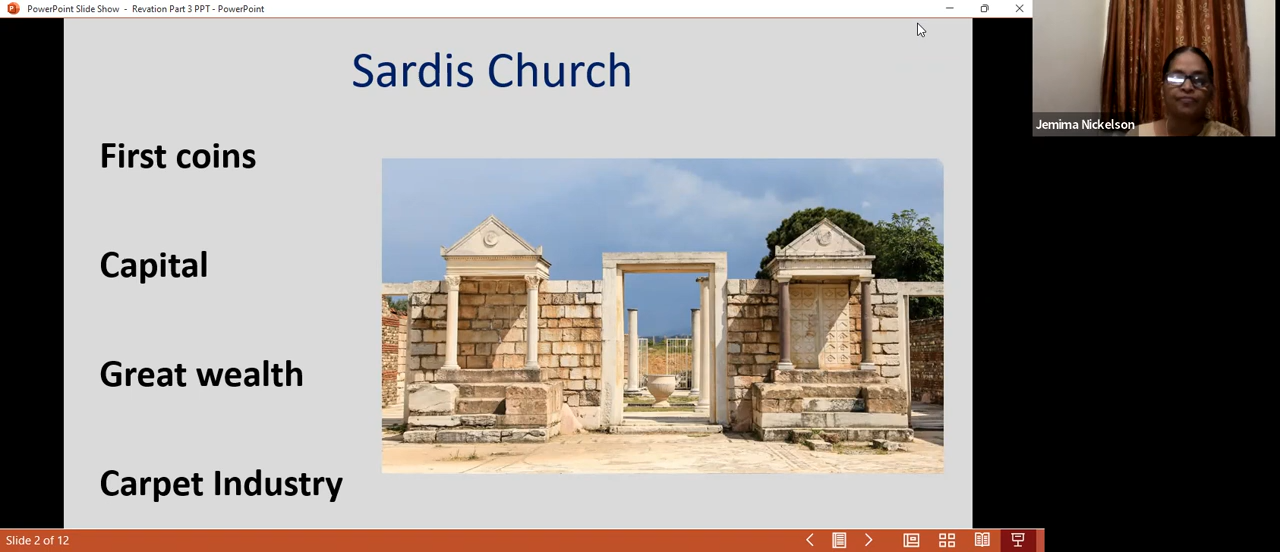 PowerPoint Slide Show - Revation Part 3 PPT - PowerPoint
Sardis Church
First coins
Capital
Great wealth
Carpet Industry
Jemima Nickelson
Slide 2 of 12